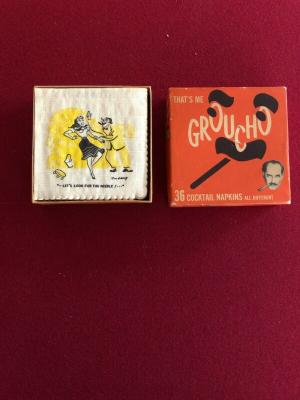 "-LET'S LOOK FOR THE NEEDLE!..."
THAT'S ME
GROUCHO
36 COCKTAIL NAPKINS ALL DIFFERENT